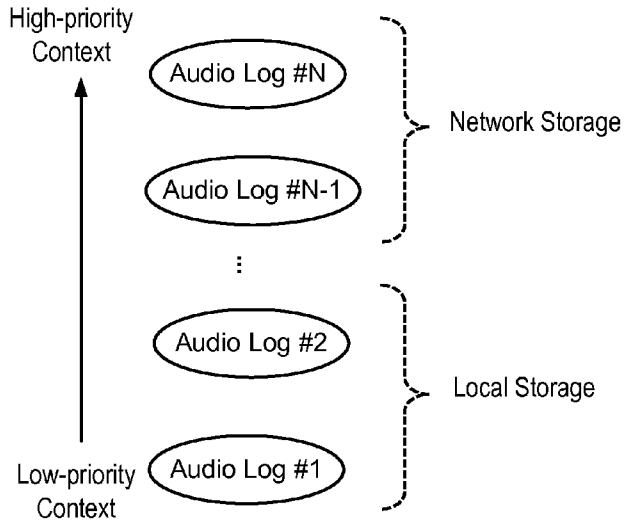 High-priority
Context
Audio Log #N
Network Storage
Audio Log #N-1
...
Audio Log #2
Local Storage
Low-priority
Context
Audio Log #1